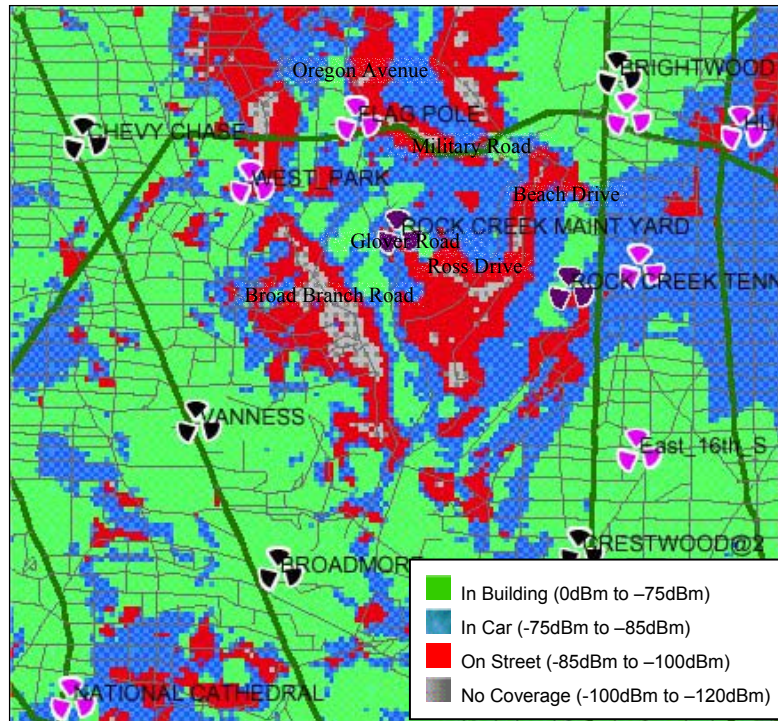 Oregon Avenue
BRIGHTWOOD
FLAG POLE
CHEVY CHASE
Military Road
WEST_PARK
Beach Drive
ROCK CREEK MAINT YARD
Glover Road
Ross Drive
ROCK CREEK TENN
Broad Branch Road
VANNESS
East_16th_S
CRESTWOOD@2
BROADMORE
NATIONAL CATHEDRAL
In Building (0dBm to –75dBm)
In Car (-75dBm to –85dBm)
On Street (-85dBm to –100dBm)
No Coverage (-100dBm to –120dBm)